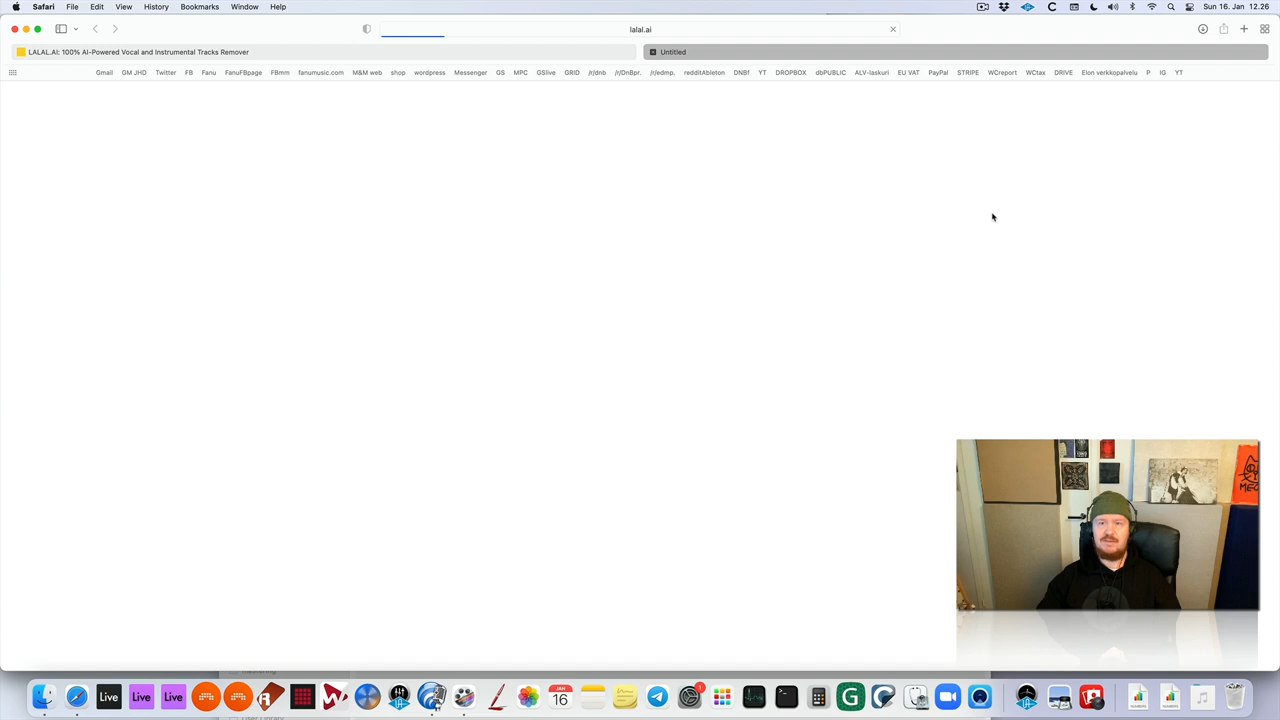 Safari File Edit View History Bookmarks Window Help Sun 16. Jan 12.26
lalal.ai
LALAL.AI: 100% AI-Powered Vocal and Instrumental Tracks Remover Untitled
Gmail GM JHD Twitter FB Fanu FanuFBpage FBmm fanumusic.com M&M web shop wordpress Messenger GS MPC GSlive GRID /r/dnb /r/DnBpr. /r/edmp. redditAbleton DNBf YT DROPBOX dbPUBLIC ALV-laskuri EU VAT PayPal STRIPE WCreport WCtax DRIVE Elon verkkopalvelu P IG YT
Live Live Live JAN 16